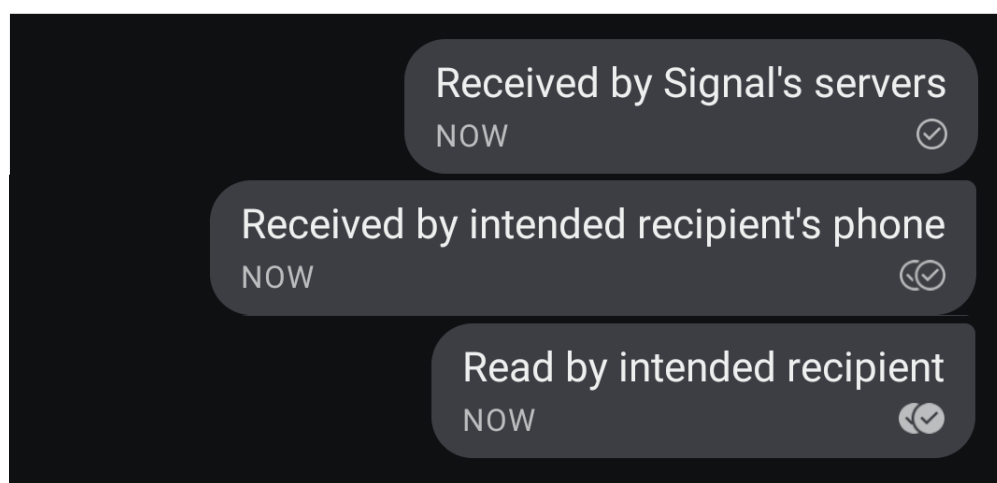 Received by Signal's servers
NOW
Received by intended recipient's phone
NOW
Read by intended recipient
NOW